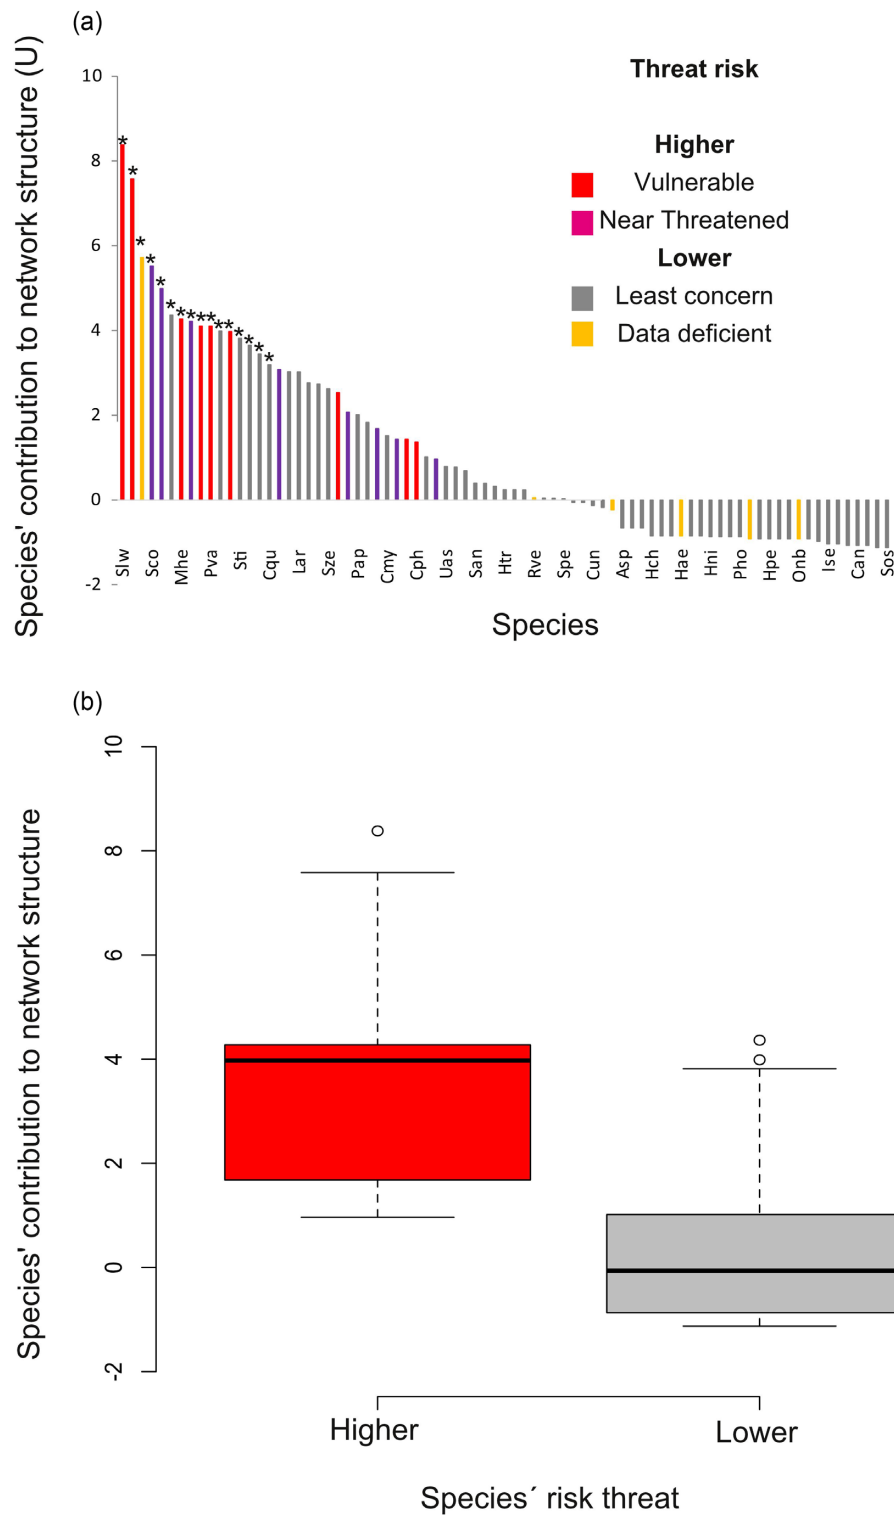 (a)
Species' contribution to network structure (U)
10
8
6
4
2
0
-2
* * * * * * * * * * * * * * * *
Threat risk
Higher
Vulnerable
Near Threatened
Lower
Least concern
Data deficient
Slw Sco Mhe Pva Sti Cqu Lar Sze Pap Cmy Cph Uas San Htr Rve Spe Cun Asp Hch Hae Hni Pho Hpe Onb Ise Can Sos
Species
(b)
Species' contribution to network structure
10
8
6
4
2
0
-2
Higher Lower
Species´ risk threat